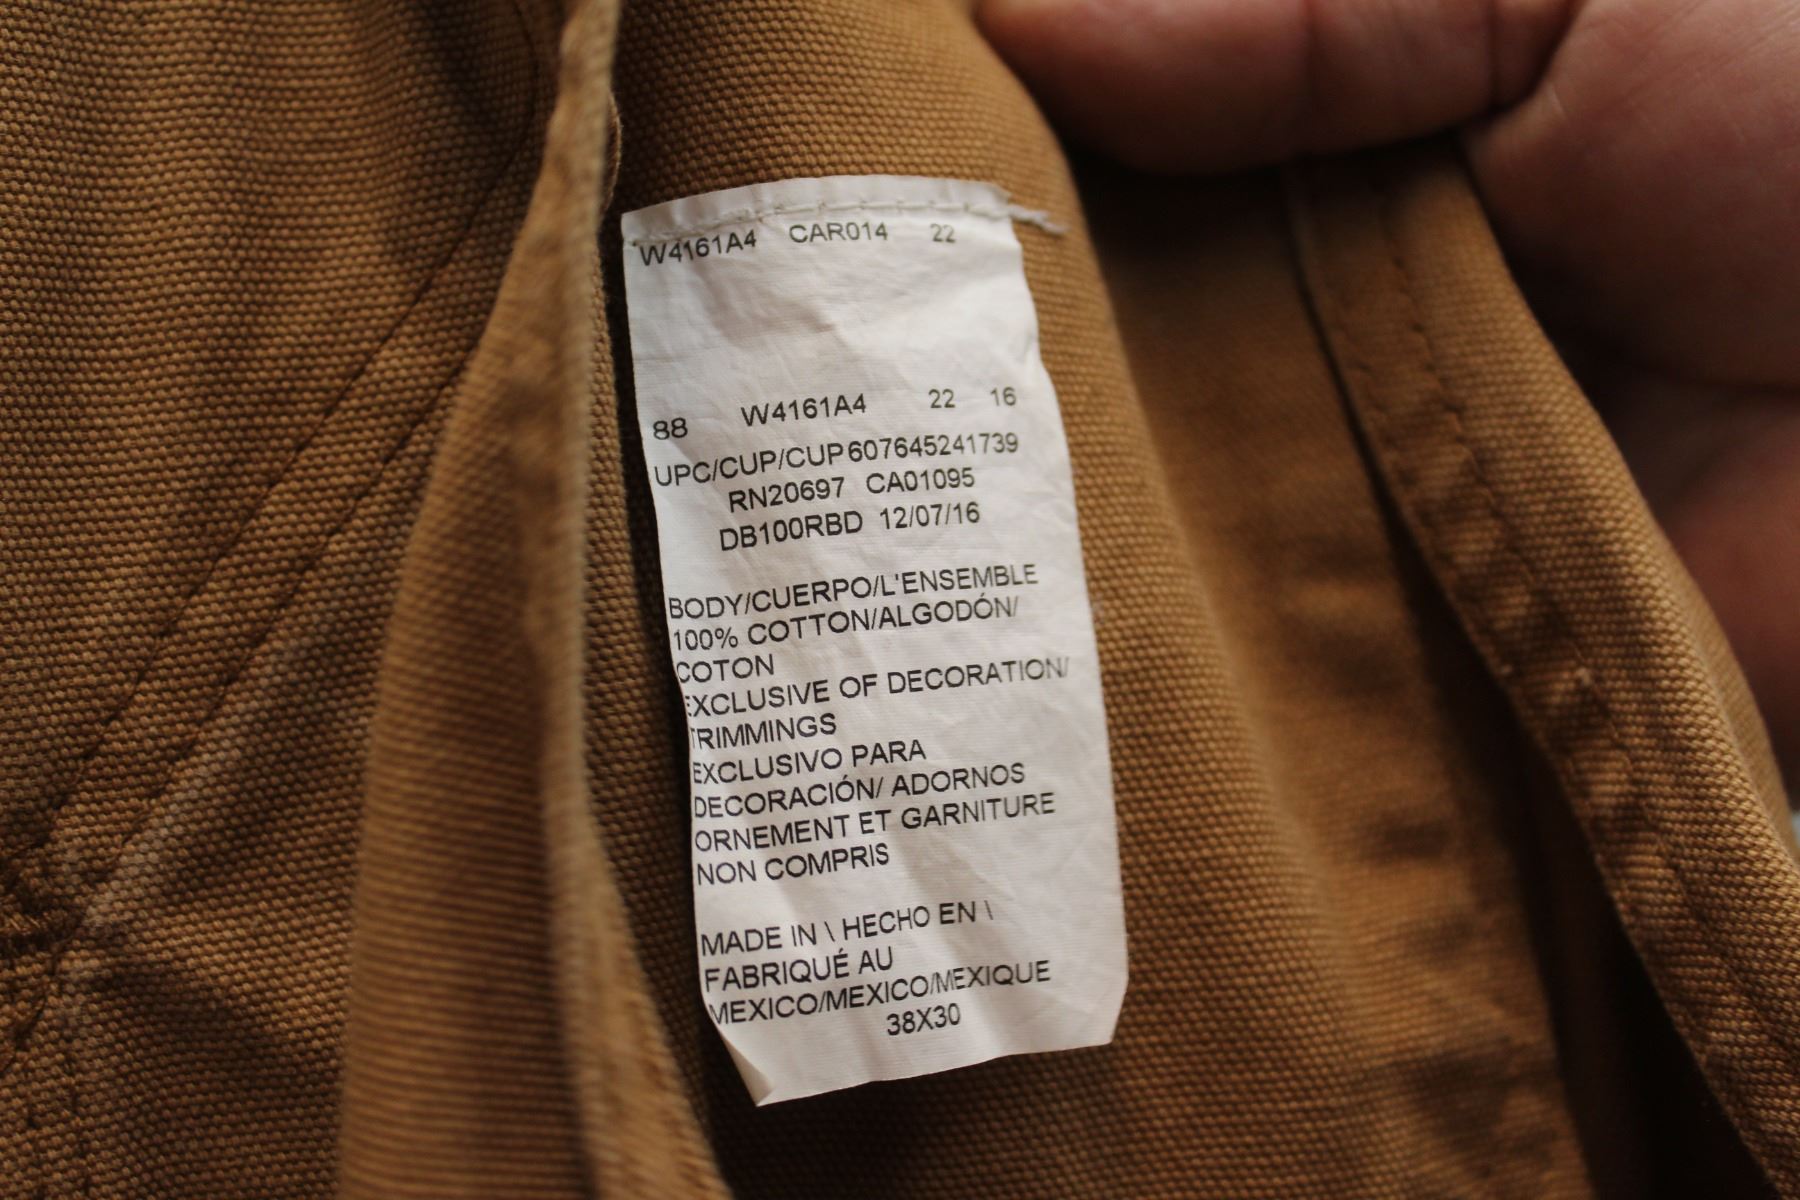 W4161A4 CAR014 22
88 W4161A4 22 16
UPC/CUP/CUP607645241739
RN20697 CA01095
DB100RBD 12/07/16
BODY/CUERPO/L'ENSEMBLE
100% COTTON/ALGODÓN/
COTON
EXCLUSIVE OF DECORATION/
TRIMMINGS
EXCLUSIVO PARA
DECORACIÓN/ ADORNOS
ORNEMENT ET GARNITURE
NON COMPRIS
MADE IN \ HECHO EN \
FABRIQUÉ AU
MEXICO/MEXICO/MEXIQUE
38X30